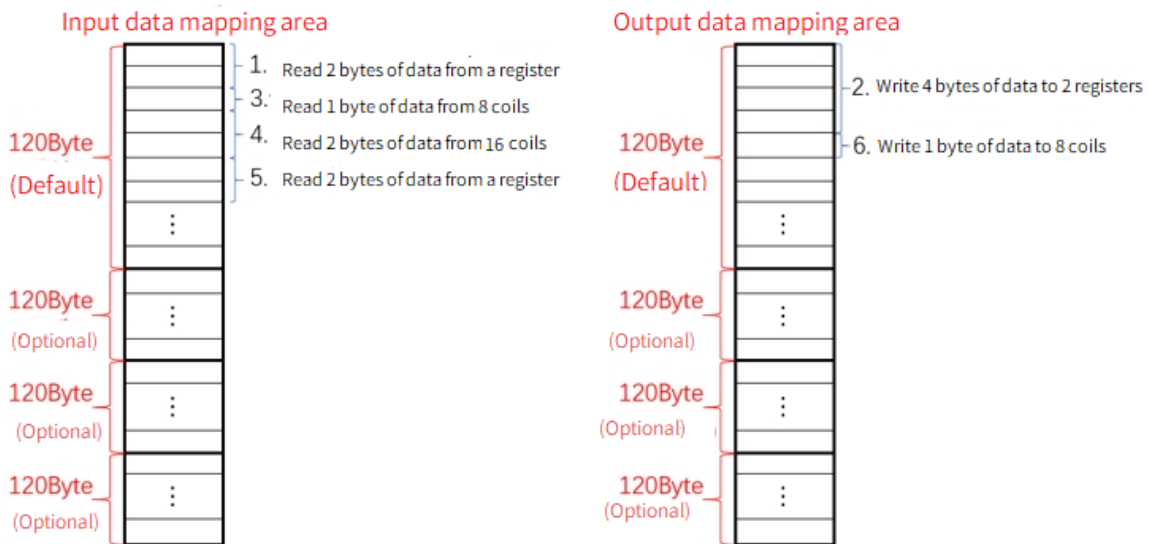 Input data mapping area
1. Read 2 bytes of data from a register
3. Read 1 byte of data from 8 coils
4. Read 2 bytes of data from 16 coils
5. Read 2 bytes of data from a register
120Byte
(Default)
120Byte
(Optional)
120Byte
(Optional)
120Byte
(Optional)
Output data mapping area
2. Write 4 bytes of data to 2 registers
6. Write 1 byte of data to 8 coils
120Byte
(Default)
120Byte
(Optional)
120Byte
(Optional)
120Byte
(Optional)